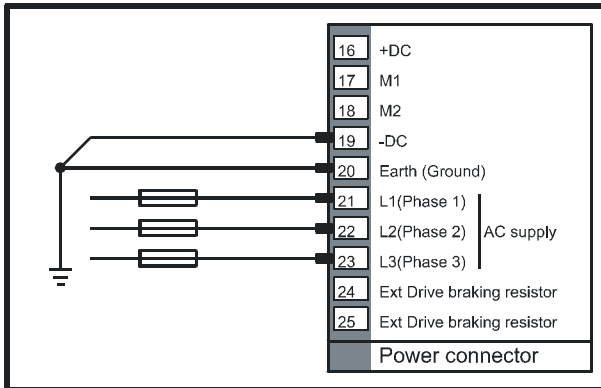 16 +DC
17 M1
18 M2
19 -DC
20 Earth (Ground)
21 L1(Phase 1)
22 L2(Phase 2) AC supply
23 L3(Phase 3)
24 Ext Drive braking resistor
25 Ext Drive braking resistor
Power connector